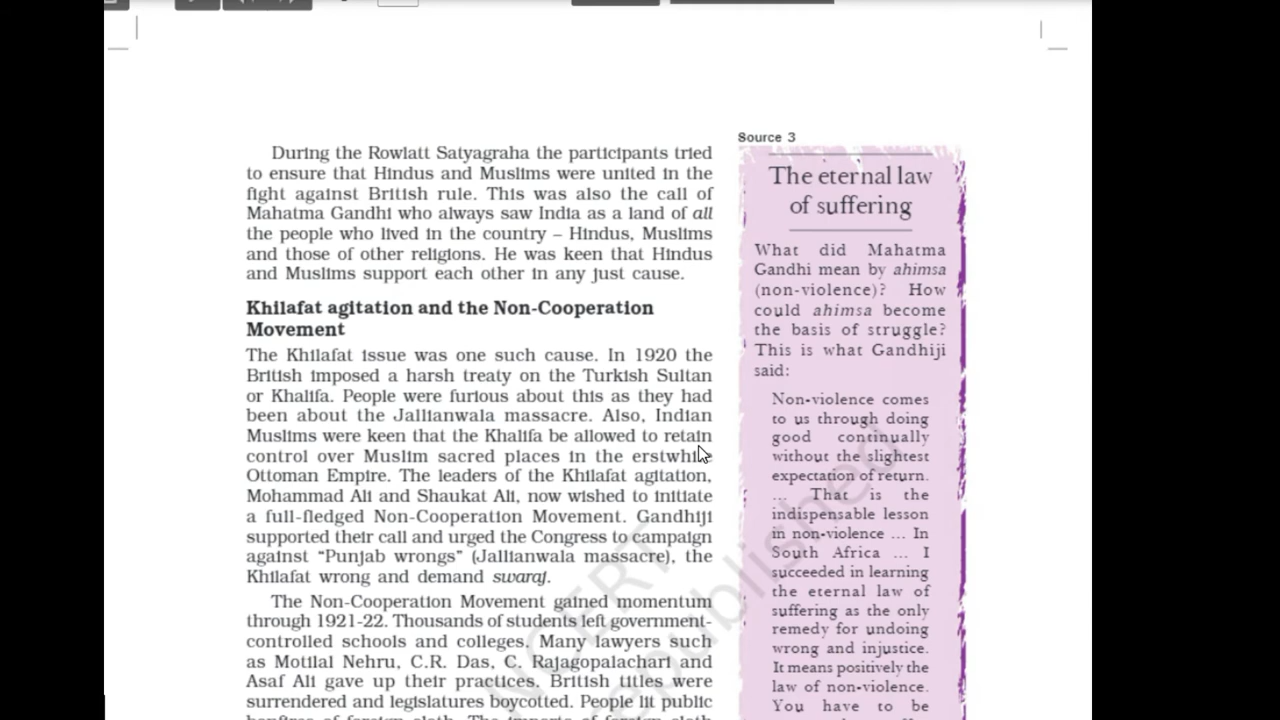 During the Rowlatt Satyagraha the participants tried
to ensure that Hindus and Muslims were united in the
fight against British rule. This was also the call of
Mahatma Gandhi who always saw India as a land of all
the people who lived in the country – Hindus, Muslims
and those of other religions. He was keen that Hindus
and Muslims support each other in any just cause.
Khilafat agitation and the Non-Cooperation
Movement
The Khilafat issue was one such cause. In 1920 the
British imposed a harsh treaty on the Turkish Sultan
or Khalifa. People were furious about this as they had
been about the Jallianwala massacre. Also, Indian
Muslims were keen that the Khalifa be allowed to retain
control over Muslim sacred places in the erstwhile
Ottoman Empire. The leaders of the Khilafat agitation,
Mohammad Ali and Shaukat Ali, now wished to initiate
a full-fledged Non-Cooperation Movement. Gandhiji
supported their call and urged the Congress to campaign
against “Punjab wrongs” (Jallianwala massacre), the
Khilafat wrong and demand swaraj.
The Non-Cooperation Movement gained momentum
through 1921-22. Thousands of students left government-
controlled schools and colleges. Many lawyers such
as Motilal Nehru, C.R. Das, C. Rajagopalachari and
Asaf Ali gave up their practices. British titles were
surrendered and legislatures boycotted. People lit public
bonfires of foreign cloth. The imports of foreign cloth
Source 3
The eternal law
of suffering
What did Mahatma
Gandhi mean by ahimsa
(non-violence)? How
could ahimsa become
the basis of struggle?
This is what Gandhiji
said:
Non-violence comes
to us through doing
good continually
without the slightest
expectation of return.
... That is the
indispensable lesson
in non-violence ... In
South Africa ... I
succeeded in learning
the eternal law of
suffering as the only
remedy for undoing
wrong and injustice.
It means positively the
law of non-violence.
You have to be
NCERT
republished